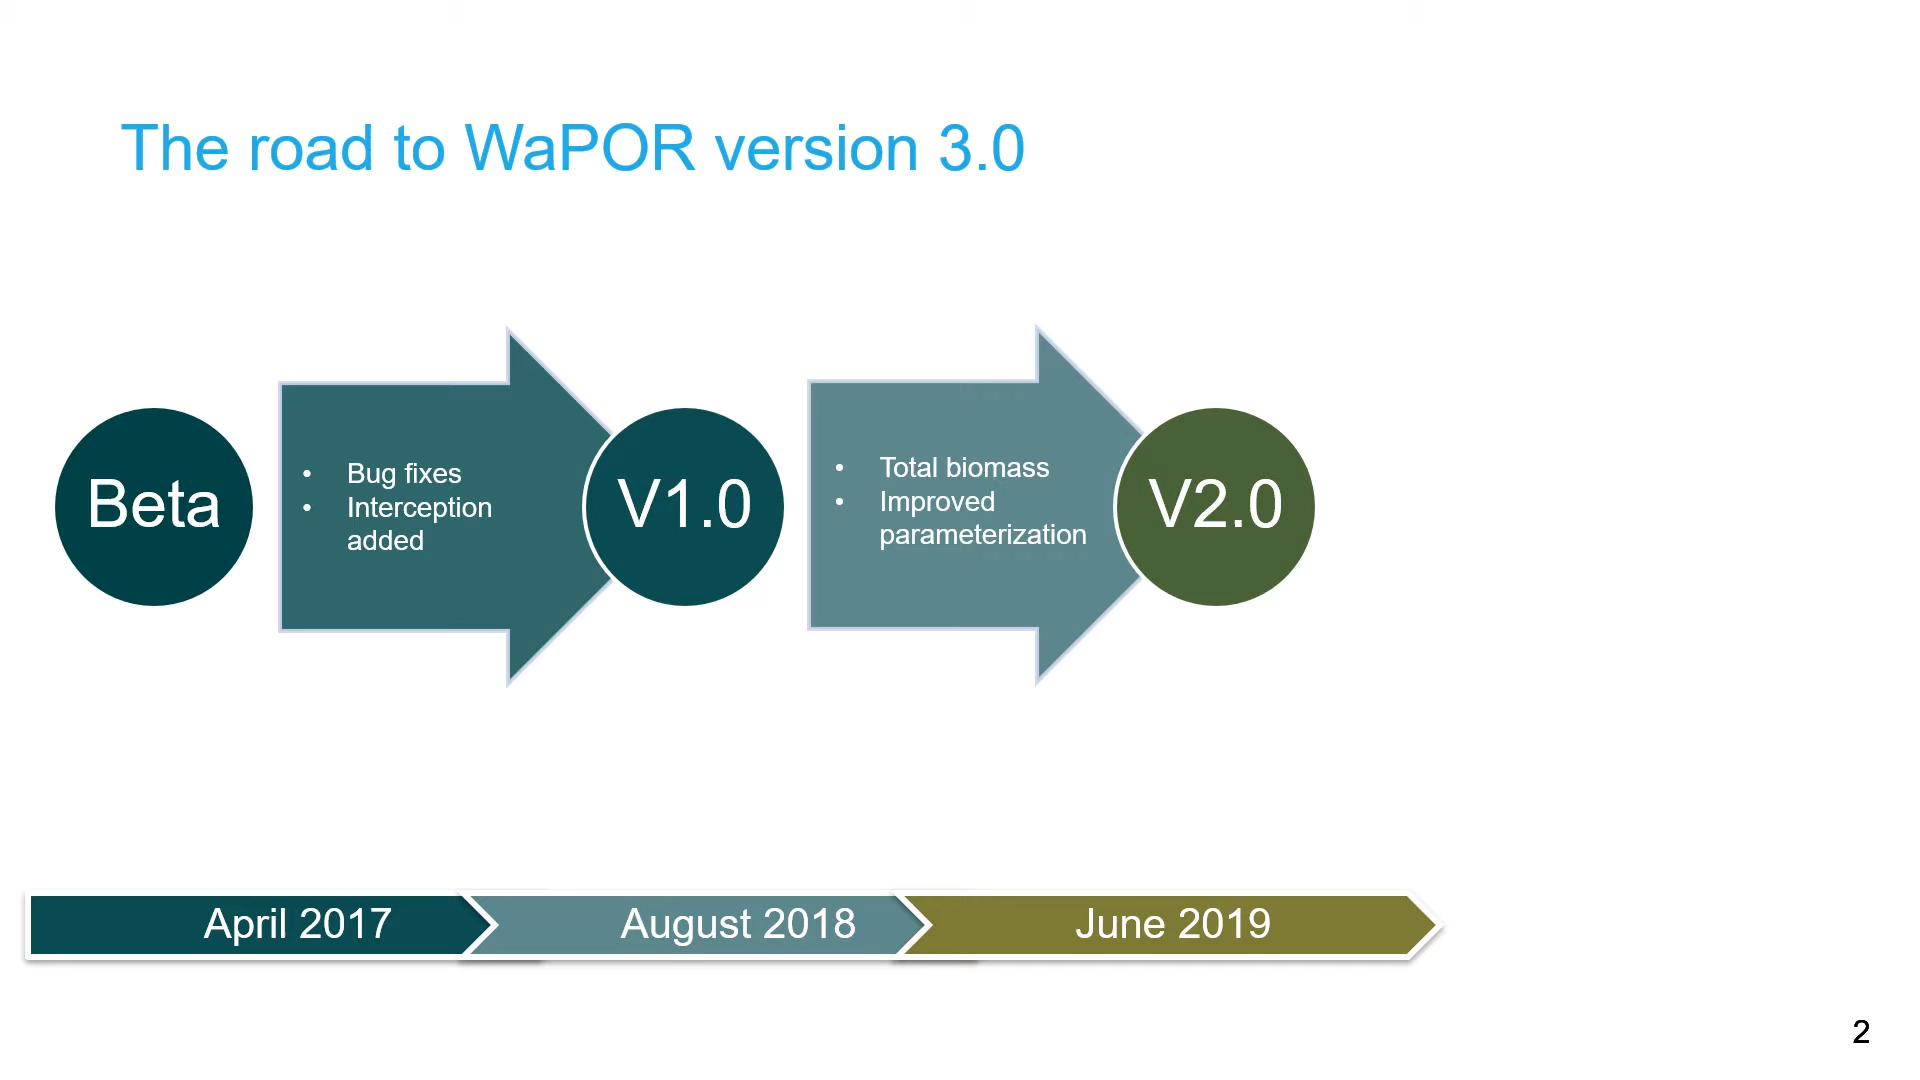 The road to WaPOR version 3.0
Beta
• Bug fixes
• Interception
added
V1.0
• Total biomass
• Improved
parameterization
V2.0
April 2017
August 2018
June 2019
2